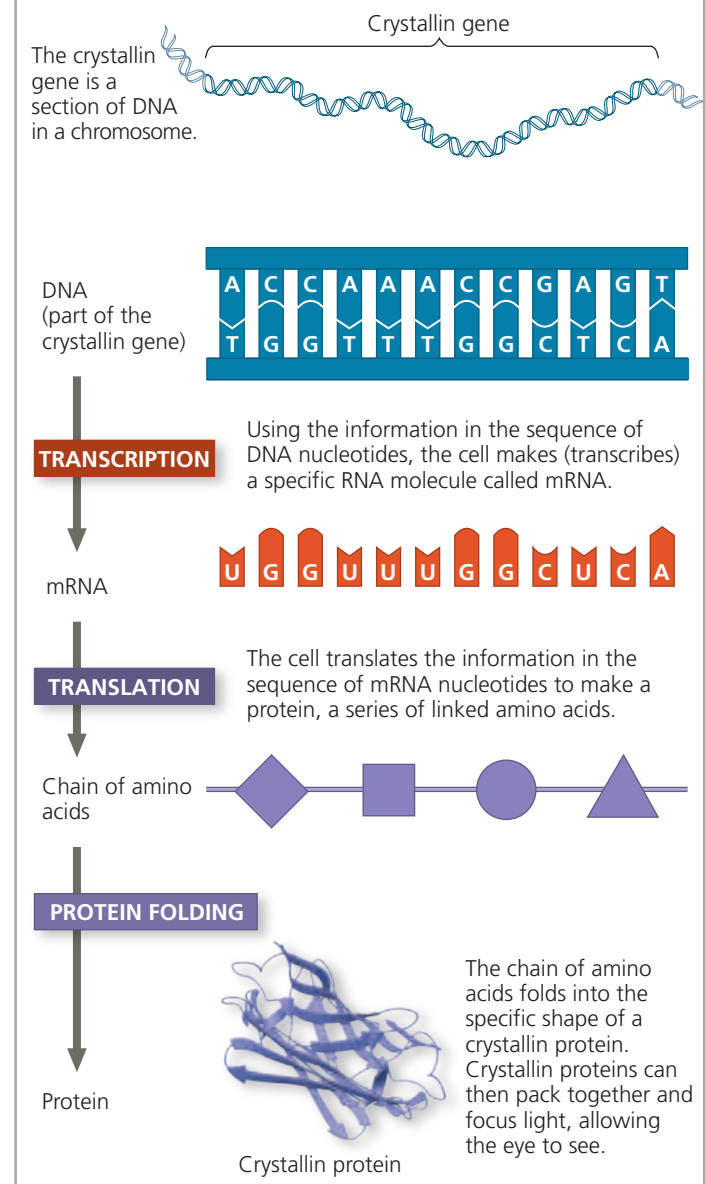 Crystallin gene
The crystallin
gene is a
section of DNA
in a chromosome.
DNA
(part of the
crystallin gene)
A C C A A A C C G A G T
T G G T T T G G C T C A
TRANSCRIPTION
Using the information in the sequence of
DNA nucleotides, the cell makes (transcribes)
a specific RNA molecule called mRNA.
mRNA
U G G U U U G G C U C A
TRANSLATION
The cell translates the information in the
sequence of mRNA nucleotides to make a
protein, a series of linked amino acids.
Chain of amino
acids
PROTEIN FOLDING
The chain of amino
acids folds into the
specific shape of a
crystallin protein.
Crystallin proteins can
then pack together and
focus light, allowing
the eye to see.
Protein
Crystallin protein